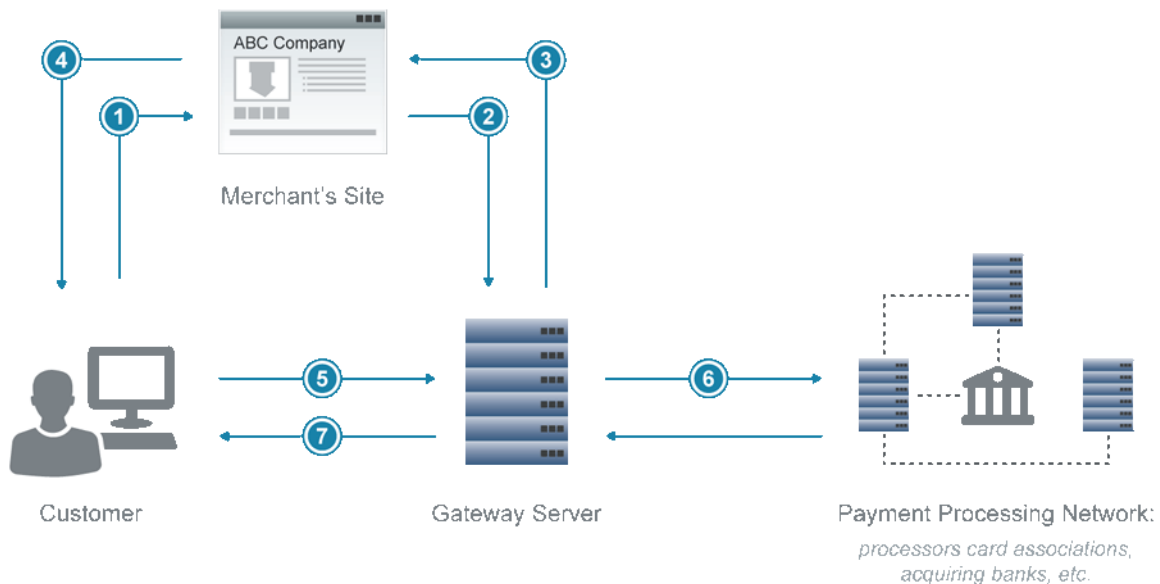 ABC Company
4
3
1
2
Merchant's Site
5
6
7
Customer
Gateway Server
Payment Processing Network:
processors card associations,
acquiring banks, etc.